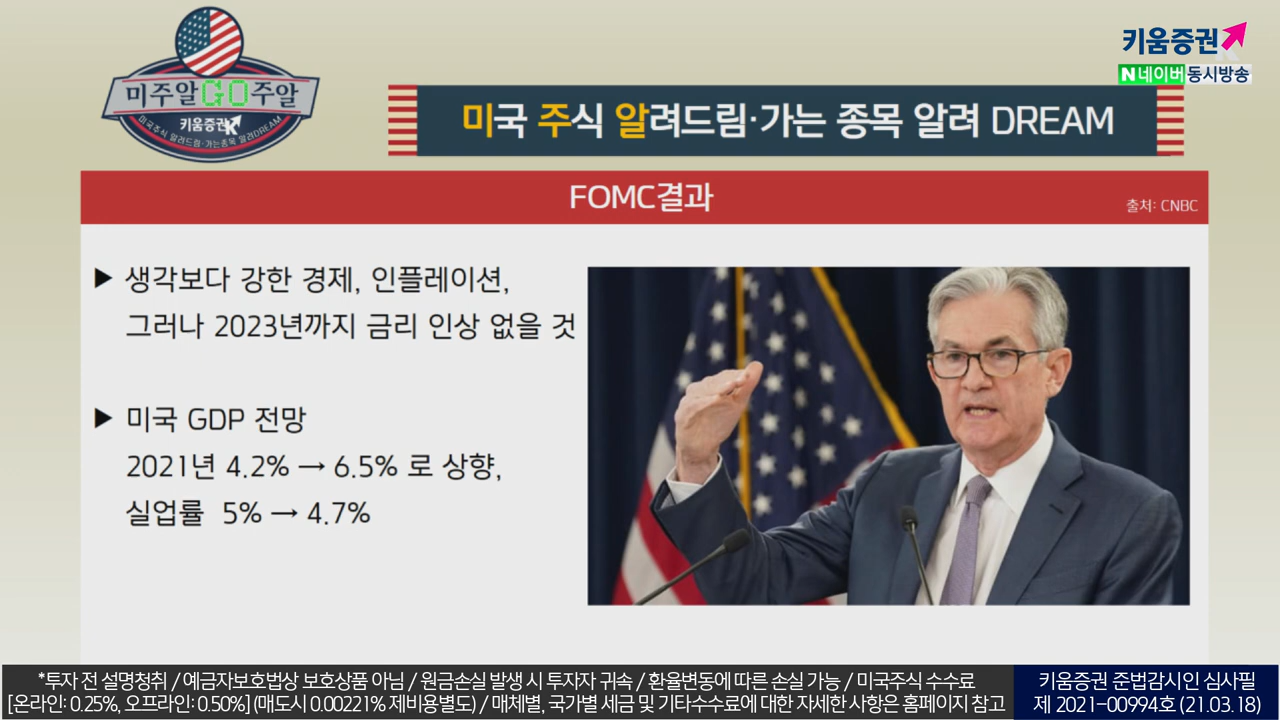 미주알GO주알
키움증권
미국주식 알려드림·가는종목 알려DREAM
키움증권
N 네이버 동시방송
미국 주식 알려드림·가는 종목 알려 DREAM
FOMC결과
출처: CNBC
▶ 생각보다 강한 경제, 인플레이션,
그러나 2023년까지 금리 인상 없을 것
▶ 미국 GDP 전망
2021년 4.2% → 6.5% 로 상향,
실업률 5% → 4.7%
*투자 전 설명청취 / 예금자보호법상 보호상품 아님 / 원금손실 발생 시 투자자 귀속 / 환율변동에 따른 손실 가능 / 미국주식 수수료
[온라인: 0.25%, 오프라인: 0.50%] (매도시 0.00221% 제비용별도) / 매체별, 국가별 세금 및 기타수수료에 대한 자세한 사항은 홈페이지 참고
키움증권 준법감시인 심사필
제 2021-00994호 (21.03.18)